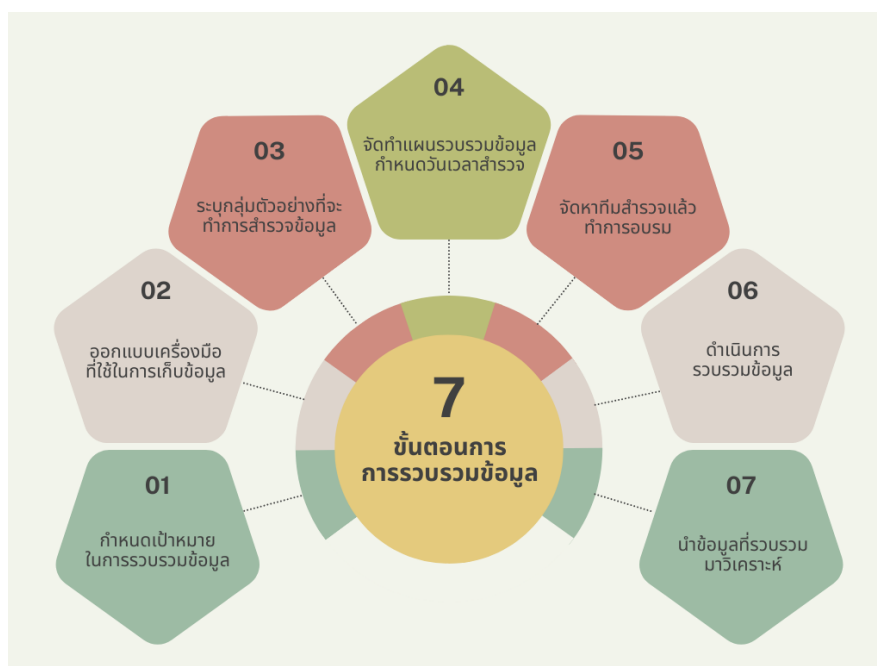 04
จัดทำแผนรวบรวมข้อมูล
กำหนดวันเวลาสำรวจ
03
ระบุกลุ่มตัวอย่างที่จะ
ทำการสำรวจข้อมูล
05
จัดหาทีมสำรวจแล้ว
ทำการอบรม
02
ออกแบบเครื่องมือ
ที่ใช้ในการเก็บข้อมูล
06
ดำเนินการ
รวบรวมข้อมูล
7
ขั้นตอนการ
การรวบรวมข้อมูล
01
กำหนดเป้าหมาย
ในการรวบรวมข้อมูล
07
นำข้อมูลที่รวบรวม
มาวิเคราะห์